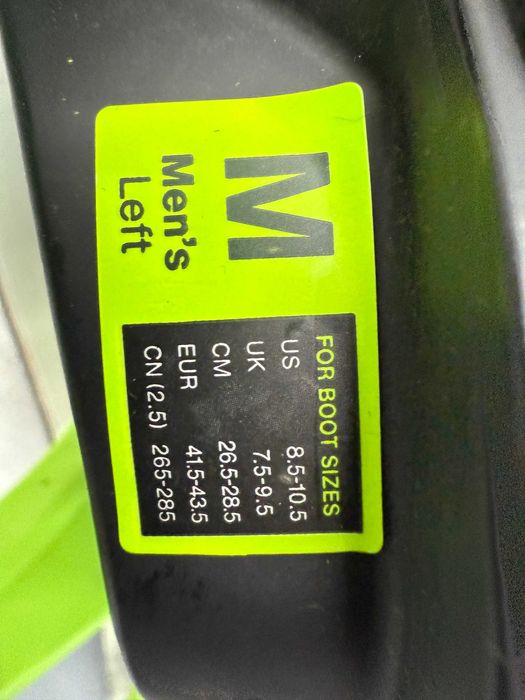 M
Men's
Left
FOR BOOT SIZES
US 8.5-10.5
UK 7.5-9.5
CM 26.5-28.5
EUR 41.5-43.5
CN (2.5) 265-285